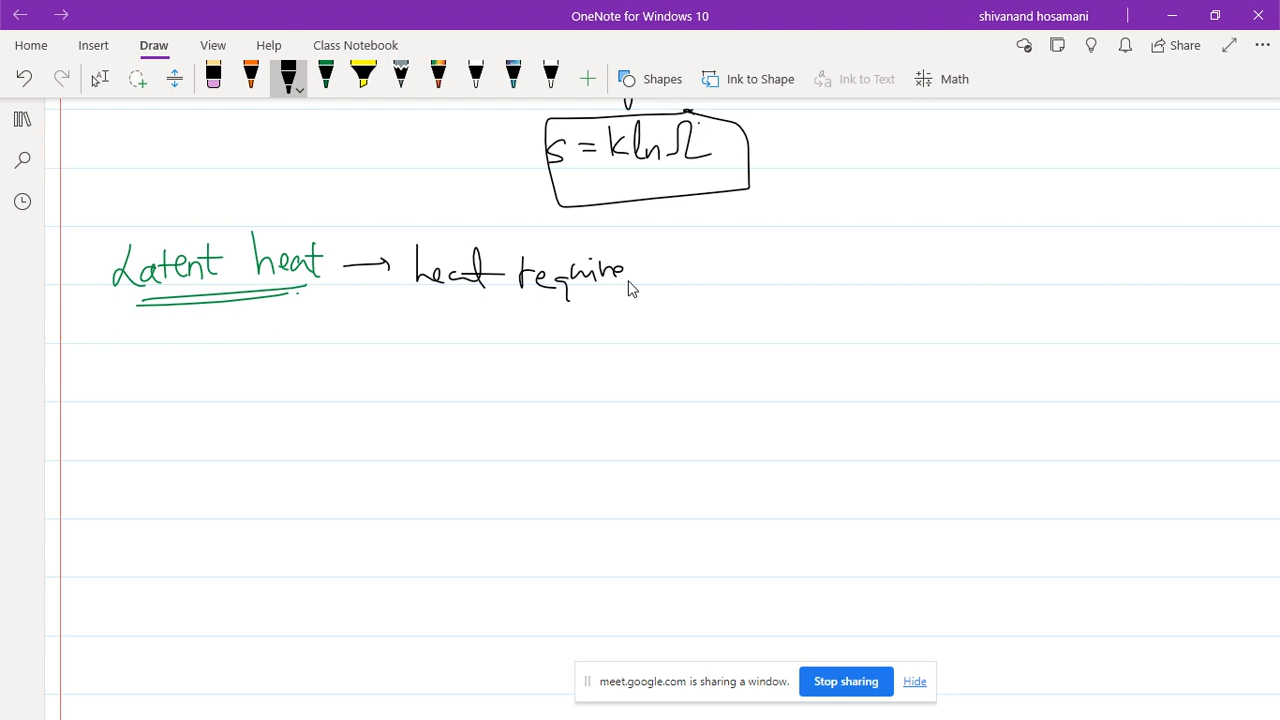 OneNote for Windows 10
shivanand hosamani
Home Insert Draw View Help Class Notebook Share
Shapes Ink to Shape Ink to Text Math
s = k ln Ω
Latent heat → heat require
meet.google.com is sharing a window. Stop sharing Hide